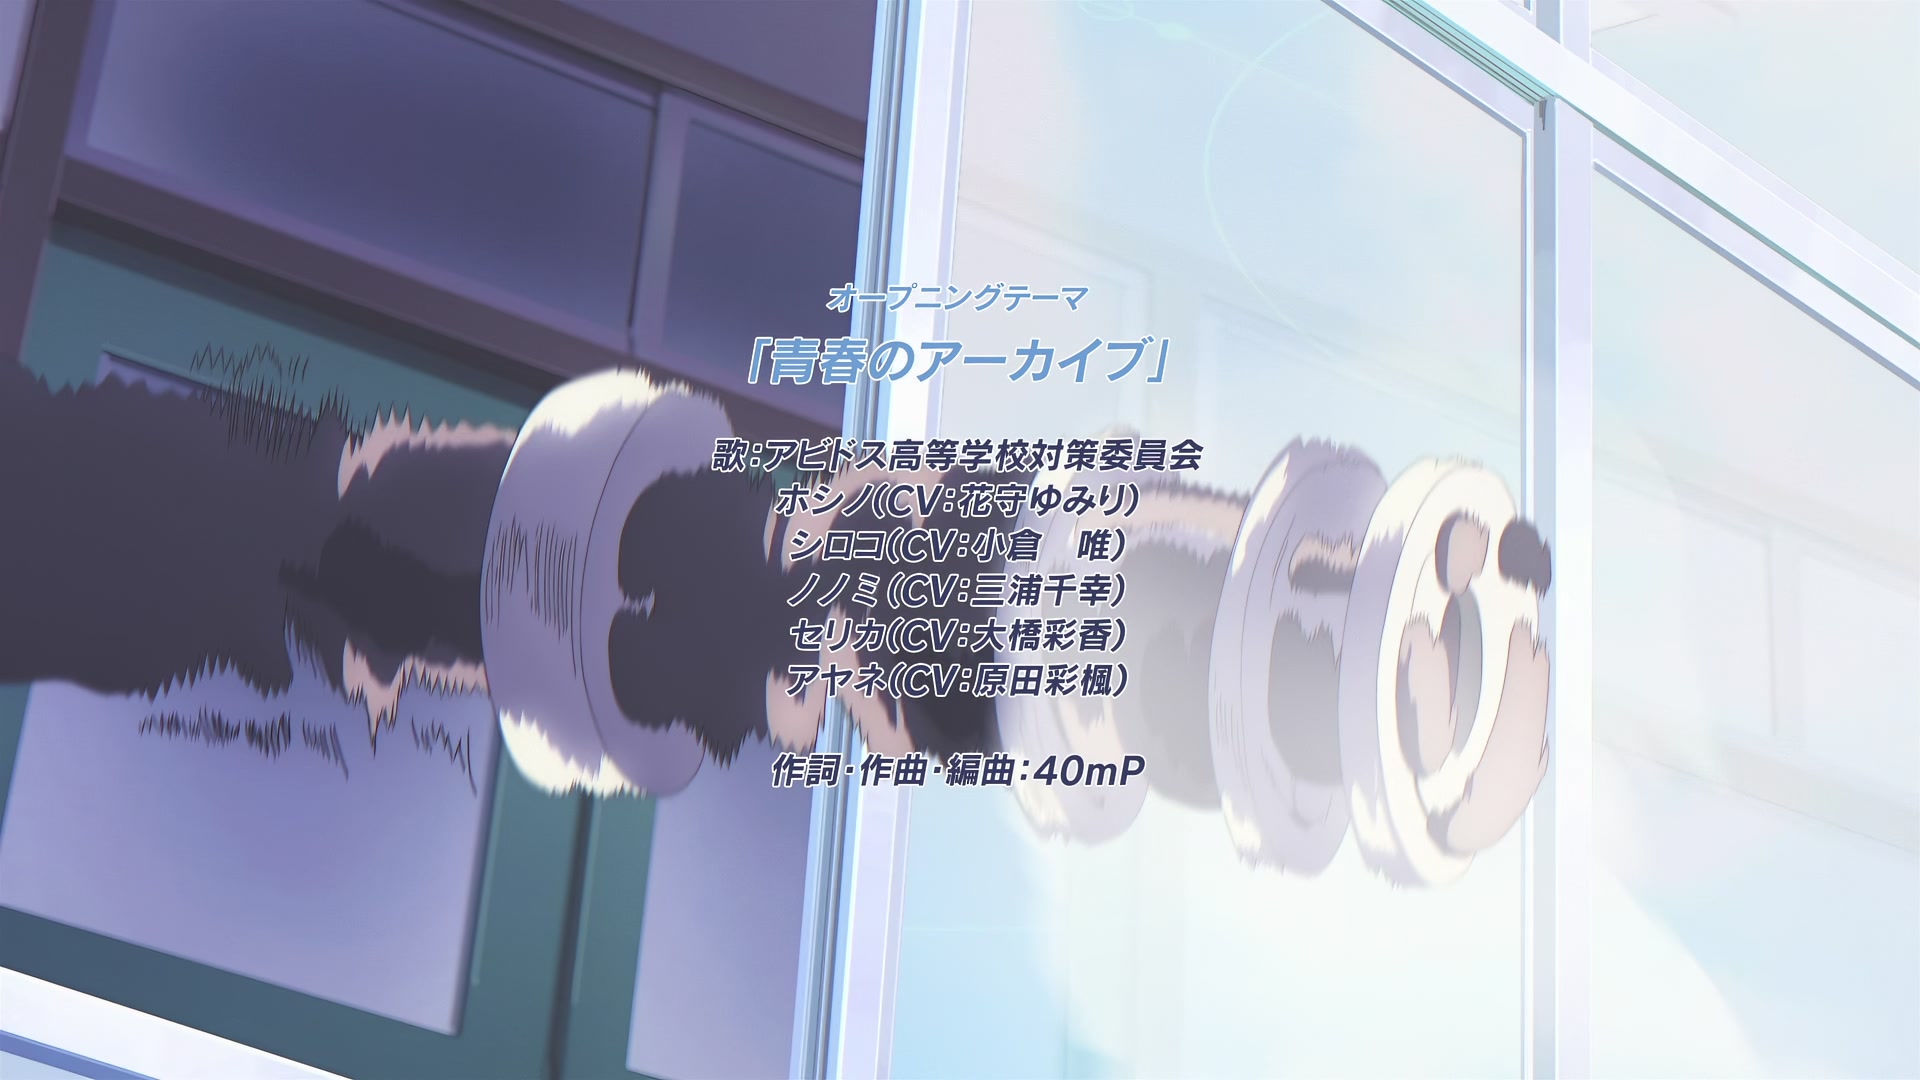 オープニングテーマ
「青春のアーカイブ」
歌：アビドス高等学校対策委員会
ホシノ（CV：花守ゆみり）
シロコ（CV：小倉　唯）
ノノミ（CV：三浦千幸）
セリカ（CV：大橋彩香）
アヤネ（CV：原田彩楓）
作詞・作曲・編曲：40mP